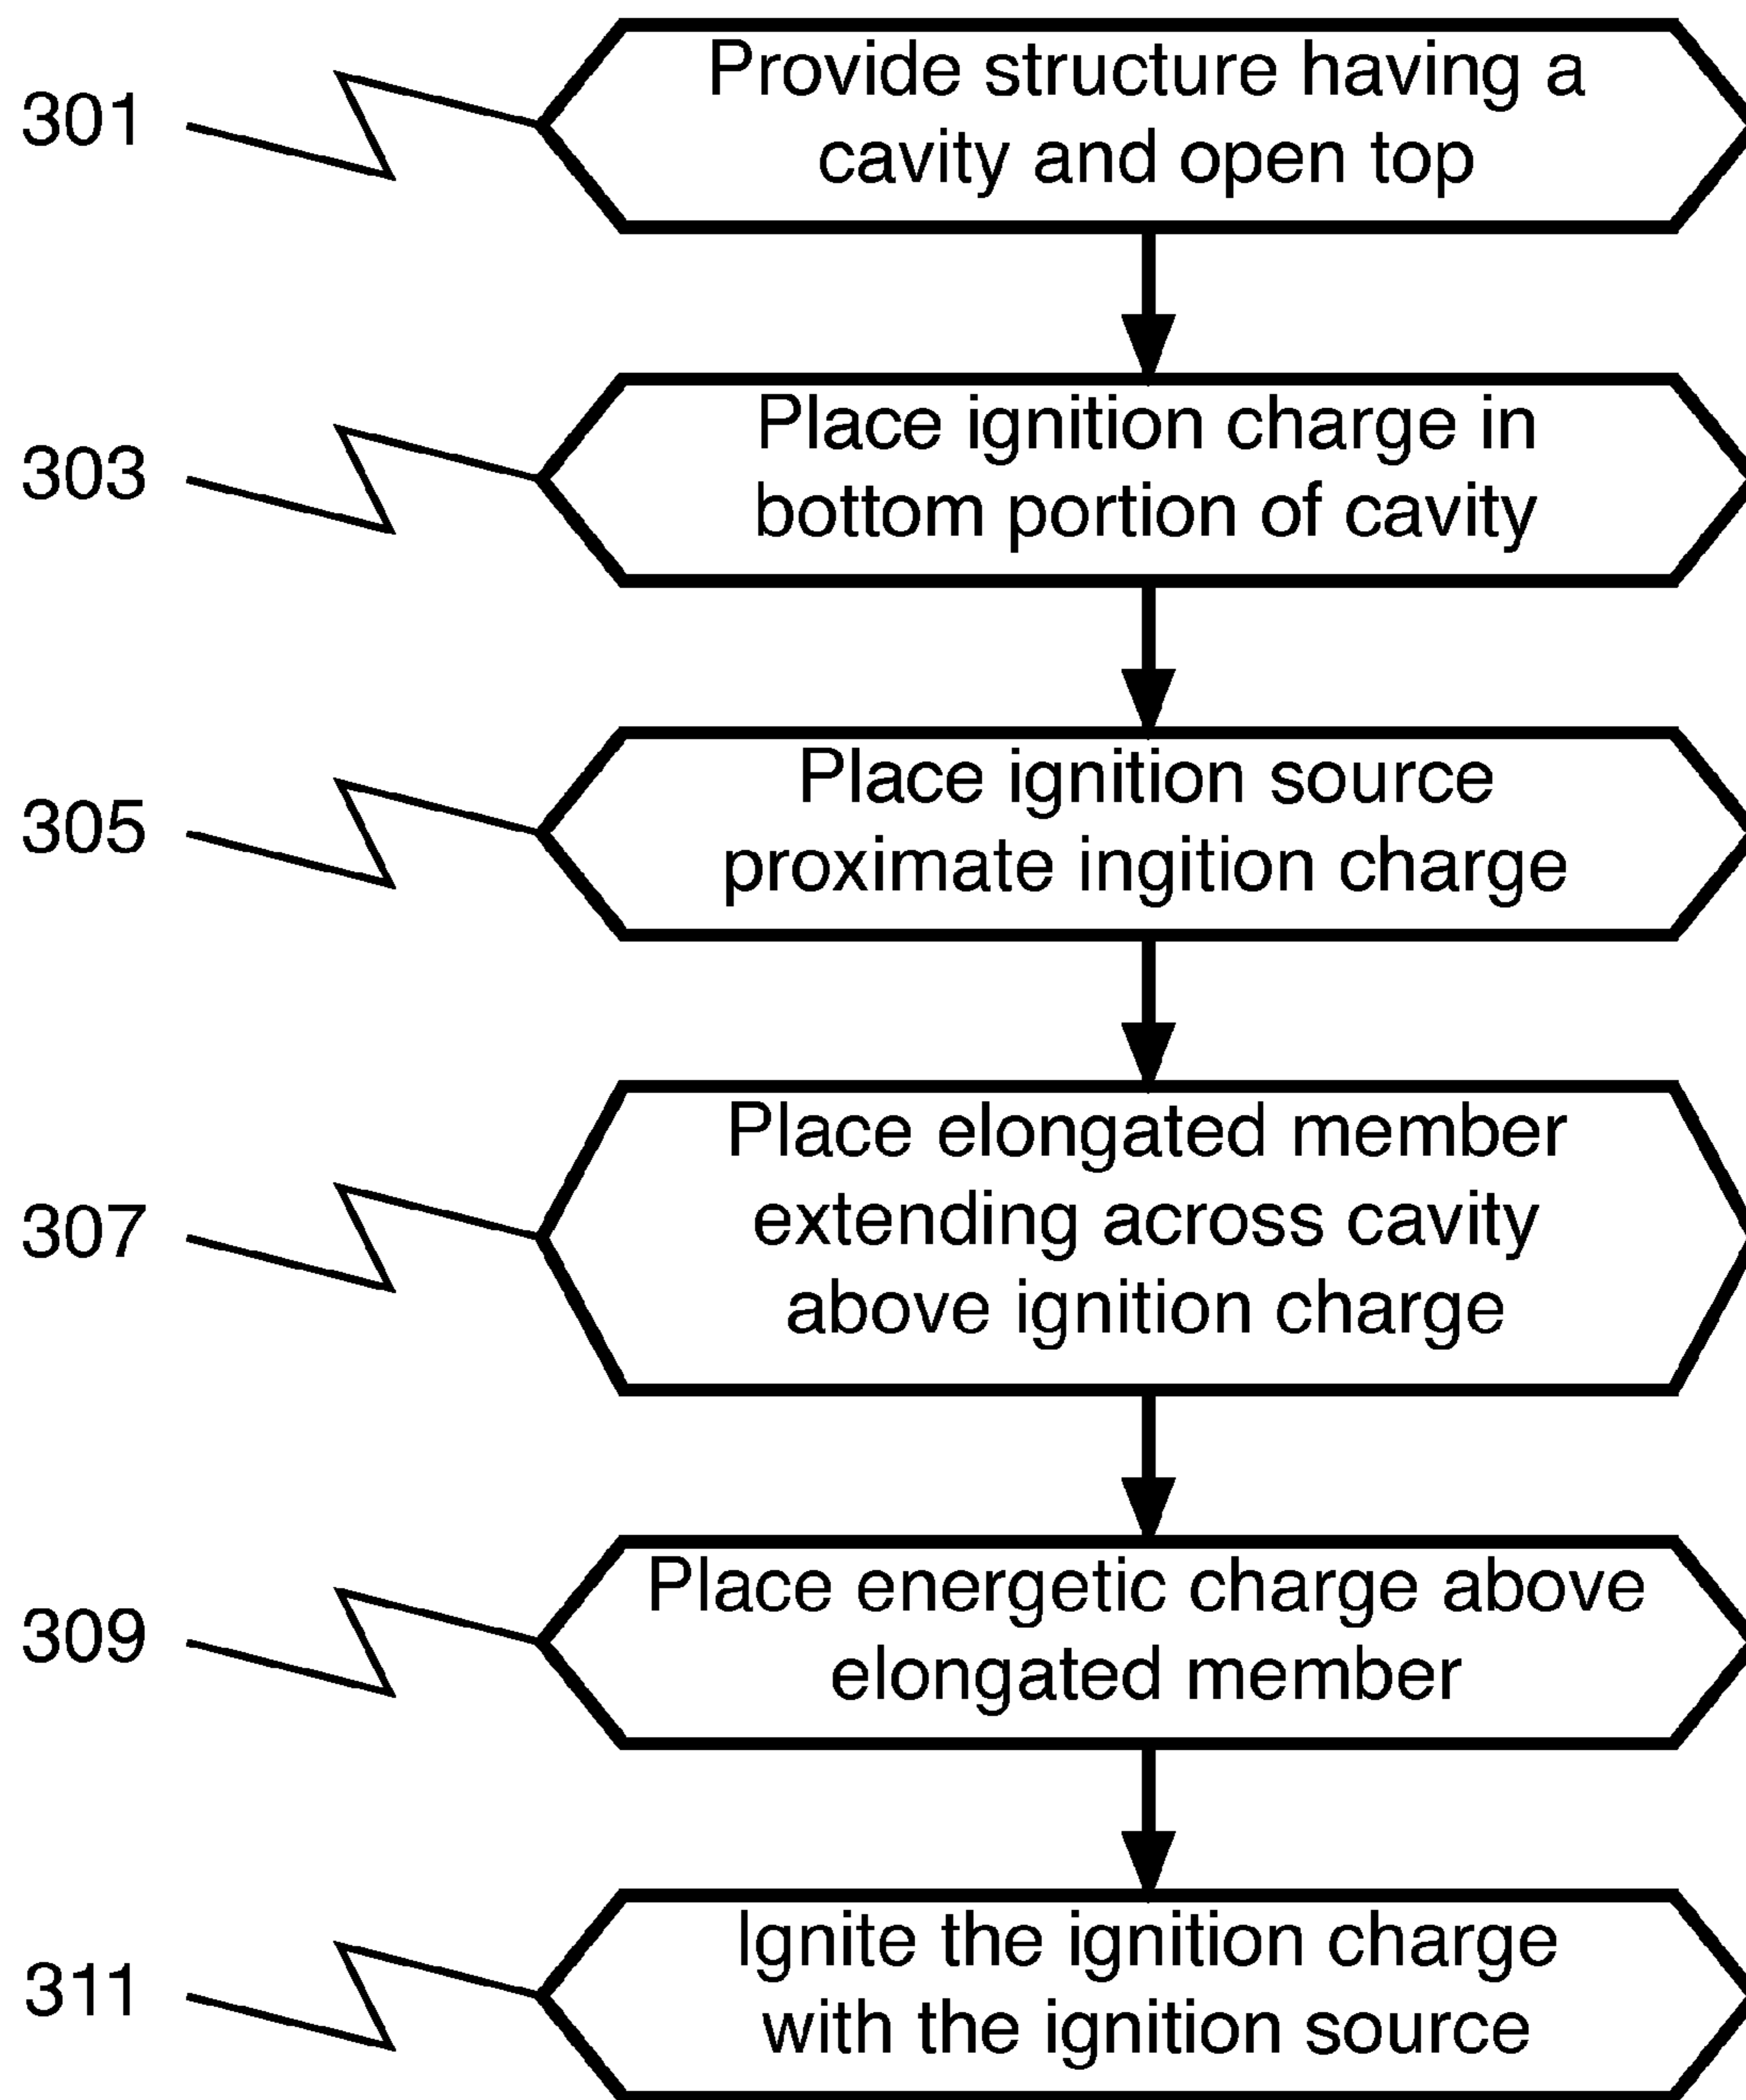 301
Provide structure having a
cavity and open top
303
Place ignition charge in
bottom portion of cavity
305
Place ignition source
proximate ingition charge
307
Place elongated member
extending across cavity
above ignition charge
309
Place energetic charge above
elongated member
311
Ignite the ignition charge
with the ignition source